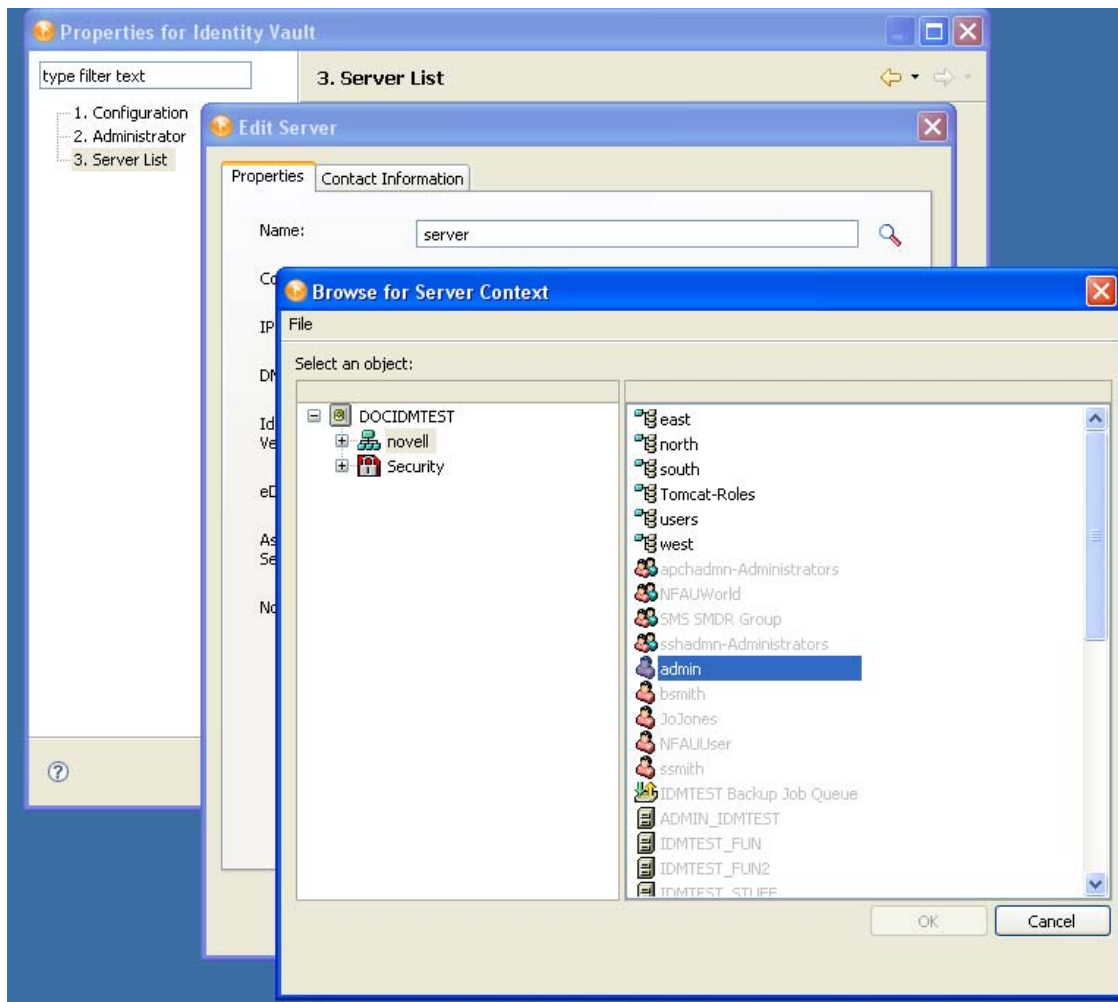 Properties for Identity Vault
type filter text
3. Server List
1. Configuration
2. Administrator
3. Server List
Edit Server
Properties
Contact Information
Name:
server
Browse for Server Context
IP
File
Select an object:
DOCIDMTEST
novell
Security
east
north
south
Tomcat-Roles
users
west
apchadmn-Administrators
NFAUWorld
SMS SMDR Group
sshadmn-Administrators
admin
bsmith
JoJones
NFAUUser
ssmith
IDMTEST Backup Job Queue
ADMIN_IDMTEST
IDMTEST_FUN
IDMTEST_FUN2
IDMTEST_STUFF
OK
Cancel